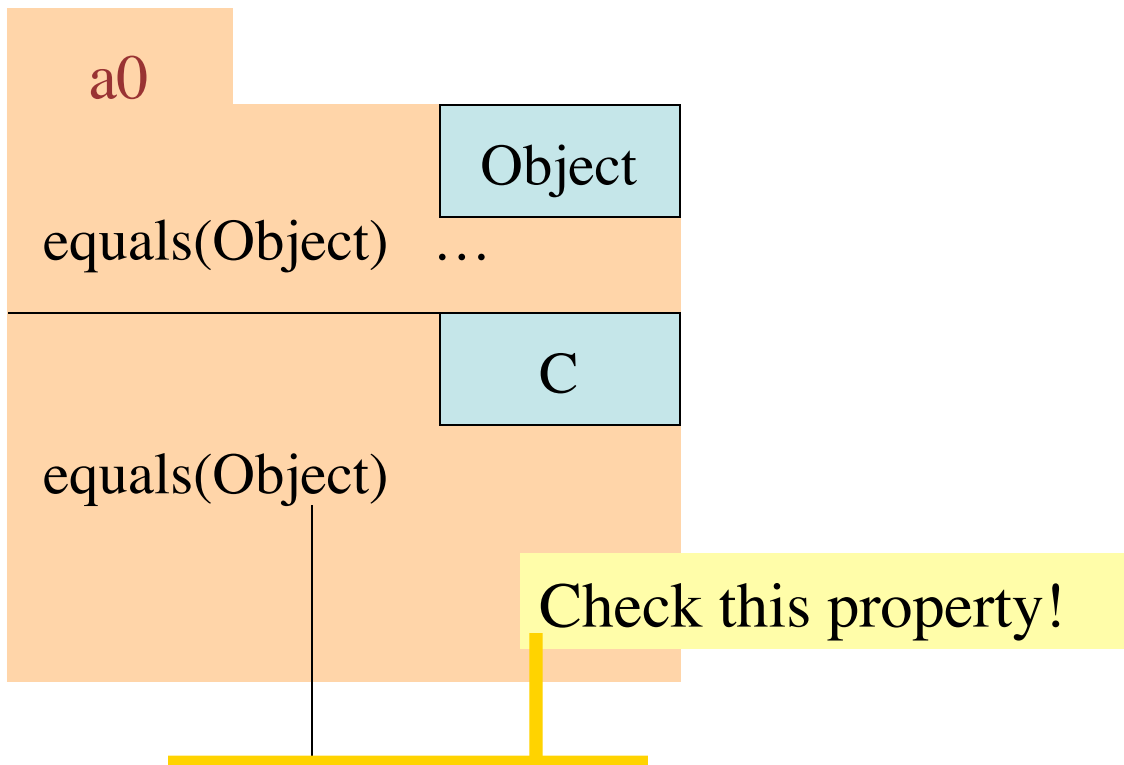 a0
Object
equals(Object) …
C
equals(Object)
Check this property!